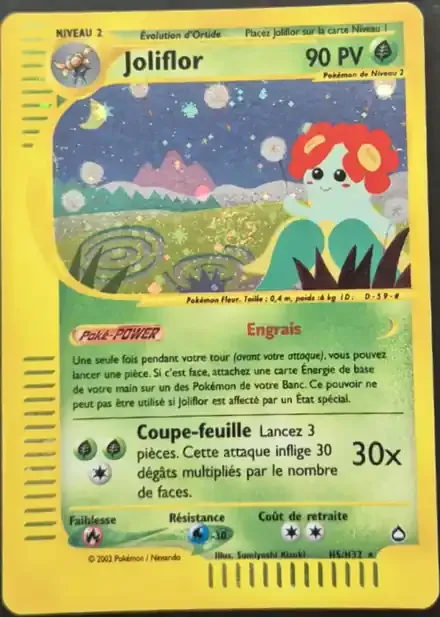 NIVEAU 2
Évolution d'Ortide
Placez Joliflor sur la carte Niveau 1
Joliflor
90 PV
Pokémon de Niveau 2
Pokémon Fleur. Taille : 0,4 m, poids :6 kg ID: D-59-#
Poké-POWER
Engrais
Une seule fois pendant votre tour (avant votre attaque), vous pouvez
lancer une pièce. Si c'est face, attachez une carte Énergie de base
de votre main sur un des Pokémon de votre Banc. Ce pouvoir ne
peut pas être utilisé si Joliflor est affecté par un État spécial.
Coupe-feuille Lancez 3
pièces. Cette attaque inflige 30
dégâts multipliés par le nombre
de faces.
30x
Faiblesse
Résistance
Coût de retraite
-30
© 2002 Pokémon / Nintendo
Illus. Sumiyoshi Kizuki
H5/H32